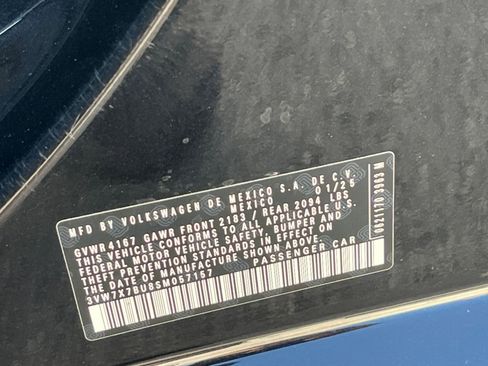 MFD BY VOLKSWAGEN DE MEXICO S.A. DE C.V.
MEXICO 01/25
GVWR4167 GAWR FRONT 2183 / REAR 2094 LBS
THIS VEHICLE CONFORMS TO ALL APPLICABLE U.S.
FEDERAL MOTOR VEHICLE SAFETY, BUMPER AND
THEFT PREVENTION STANDARDS IN EFFECT ON THE
DATE OF MANUFACTURE SHOWN ABOVE.
3VW7X7BU8SM057157 PASSENGER CAR